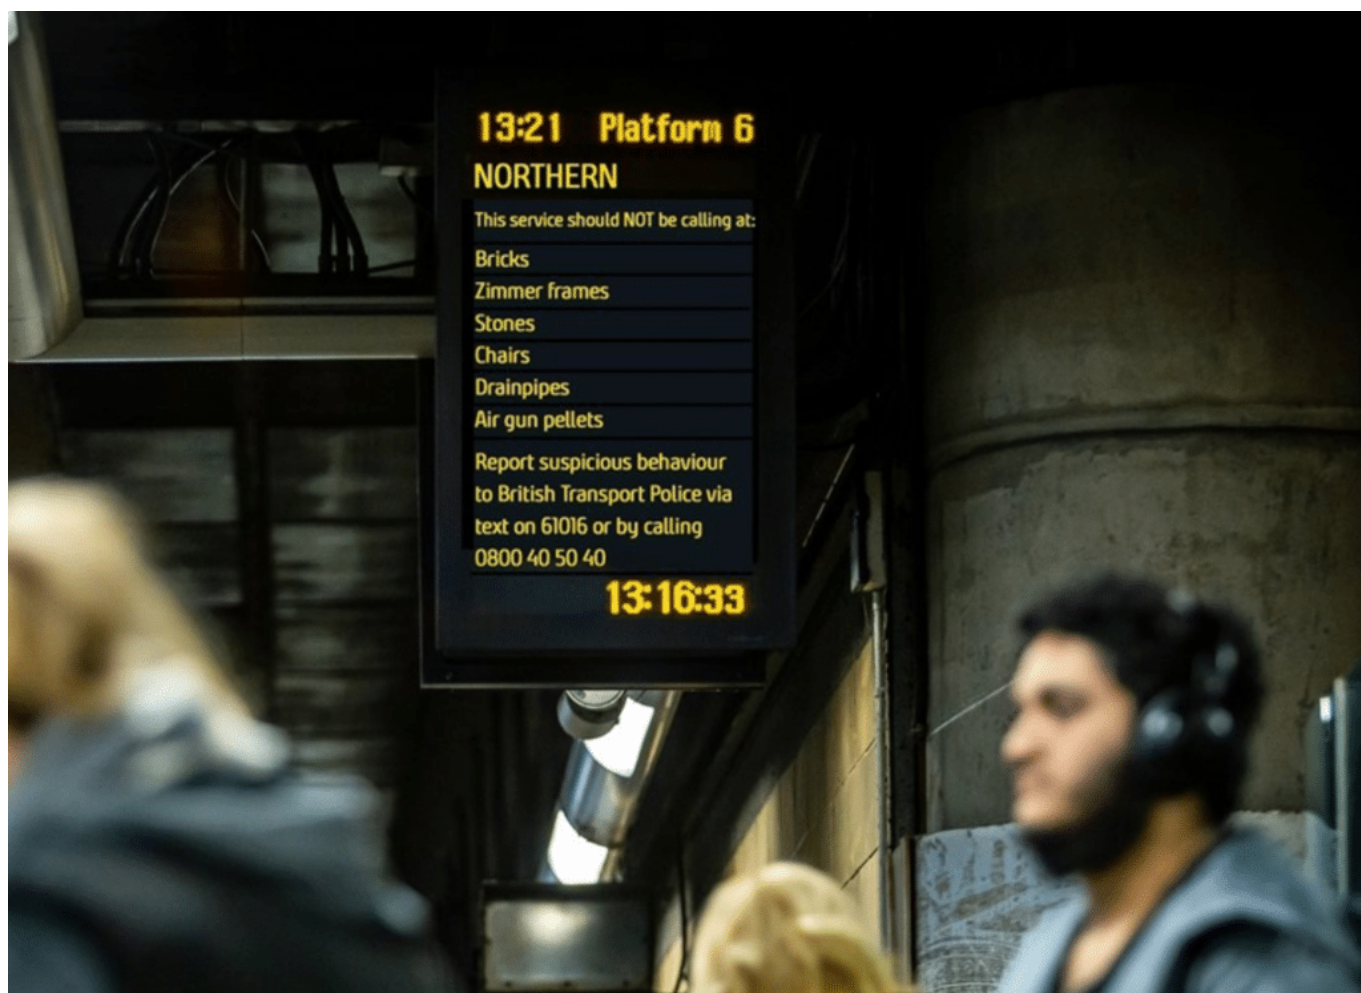 13:21 Platform 6
NORTHERN
This service should NOT be calling at:
Bricks
Zimmer frames
Stones
Chairs
Drainpipes
Air gun pellets
Report suspicious behaviour
to British Transport Police via
text on 61016 or by calling
0800 40 50 40
13:16:33